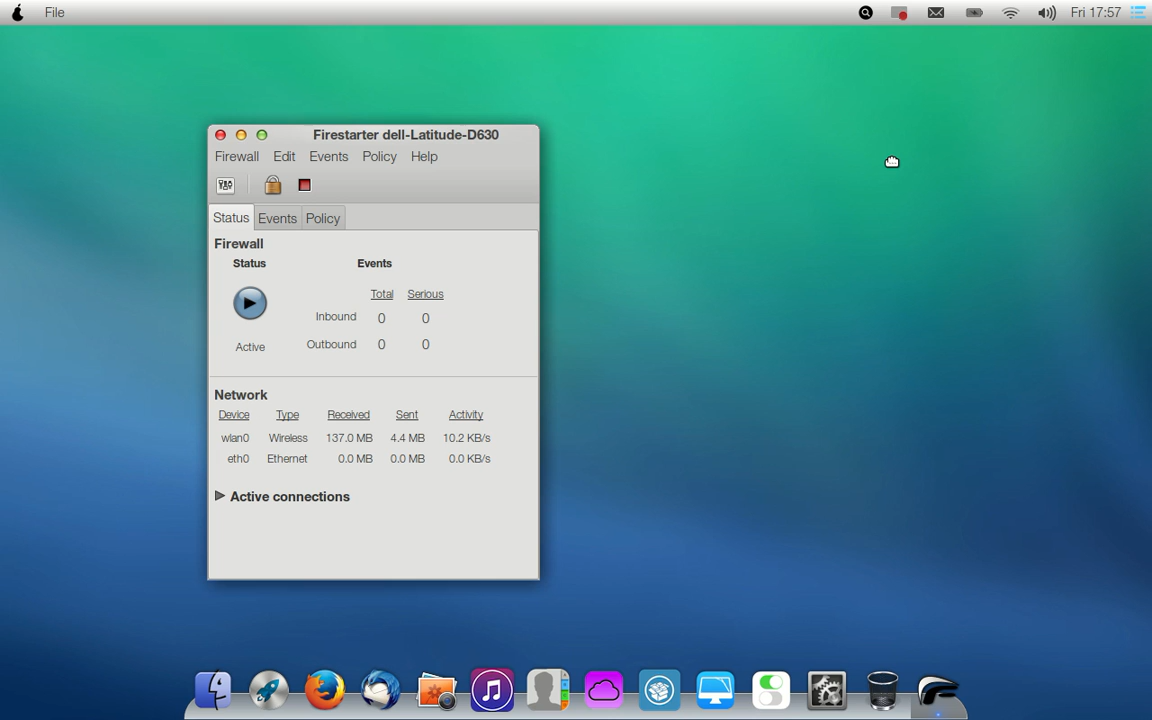 File
Fri 17:57
Firestarter dell-Latitude-D630
Firewall Edit Events Policy Help
Status Events Policy
Firewall
Status Events
Total Serious
Inbound 0 0
Outbound 0 0
Active
Network
Device Type Received Sent Activity
wlan0 Wireless 137.0 MB 4.4 MB 10.2 KB/s
eth0 Ethernet 0.0 MB 0.0 MB 0.0 KB/s
Active connections